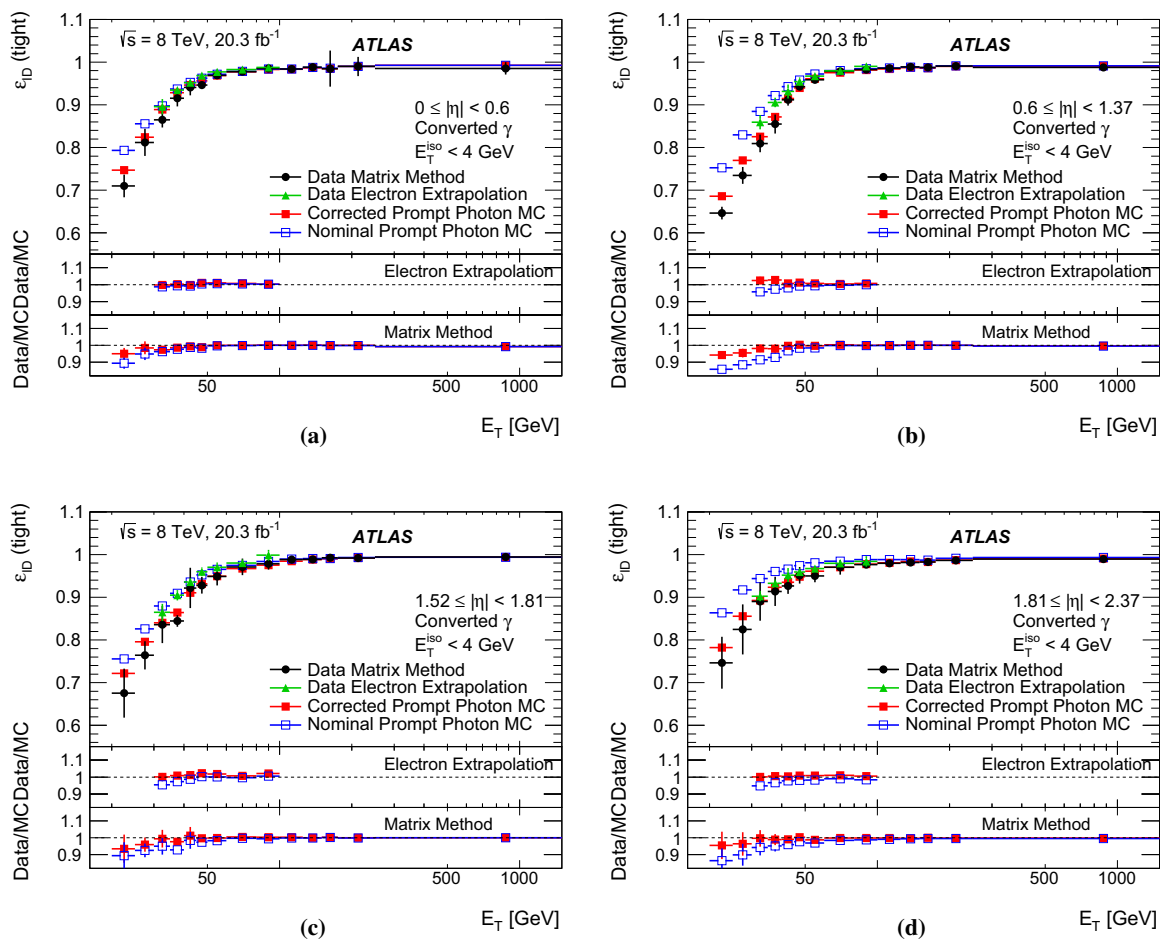 √s = 8 TeV, 20.3 fb⁻¹ ATLAS
ε_ID (tight)
1.1
1
0.9
0.8
0.7
0.6
0 ≤ |η| < 0.6
Converted γ
E_T^iso < 4 GeV
Data Matrix Method
Data Electron Extrapolation
Corrected Prompt Photon MC
Nominal Prompt Photon MC
Data/MC
1.1
1
0.9
Electron Extrapolation
Data/MC
1.1
1
0.9
Matrix Method
50 500 1000
E_T [GeV]
(a)
√s = 8 TeV, 20.3 fb⁻¹ ATLAS
ε_ID (tight)
1.1
1
0.9
0.8
0.7
0.6
0.6 ≤ |η| < 1.37
Converted γ
E_T^iso < 4 GeV
Data Matrix Method
Data Electron Extrapolation
Corrected Prompt Photon MC
Nominal Prompt Photon MC
Data/MC
1.1
1
0.9
Electron Extrapolation
Data/MC
1.1
1
0.9
Matrix Method
50 500 1000
E_T [GeV]
(b)
√s = 8 TeV, 20.3 fb⁻¹ ATLAS
ε_ID (tight)
1.1
1
0.9
0.8
0.7
0.6
1.52 ≤ |η| < 1.81
Converted γ
E_T^iso < 4 GeV
Data Matrix Method
Data Electron Extrapolation
Corrected Prompt Photon MC
Nominal Prompt Photon MC
Data/MC
1.1
1
0.9
Electron Extrapolation
Data/MC
1.1
1
0.9
Matrix Method
50 500 1000
E_T [GeV]
(c)
√s = 8 TeV, 20.3 fb⁻¹ ATLAS
ε_ID (tight)
1.1
1
0.9
0.8
0.7
0.6
1.81 ≤ |η| < 2.37
Converted γ
E_T^iso < 4 GeV
Data Matrix Method
Data Electron Extrapolation
Corrected Prompt Photon MC
Nominal Prompt Photon MC
Data/MC
1.1
1
0.9
Electron Extrapolation
Data/MC
1.1
1
0.9
Matrix Method
50 500 1000
E_T [GeV]
(d)